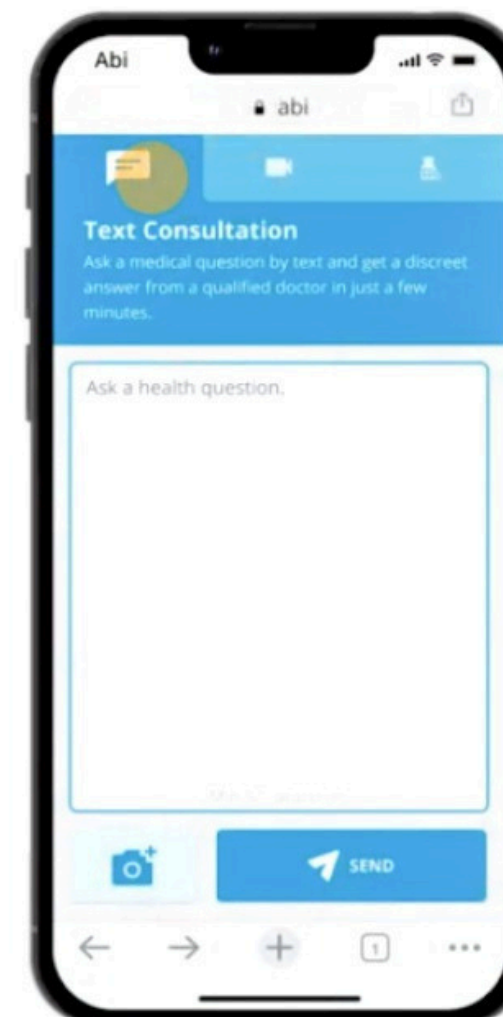 Abi
abi
Text Consultation
Ask a medical question by text and get a discreet
answer from a qualified doctor in just a few
minutes.
Ask a health question.
SEND
1